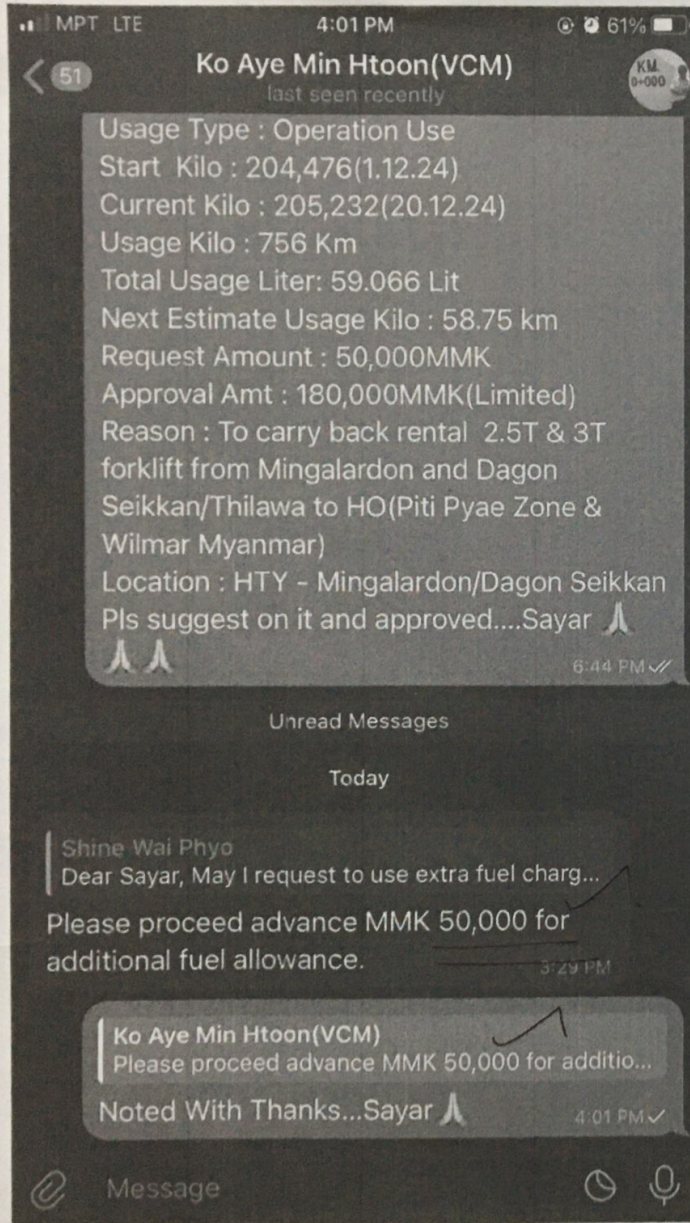 MPT LTE 4:01 PM 61%
51 Ko Aye Min Htoon(VCM)
last seen recently
KM
0+000
Usage Type : Operation Use
Start Kilo : 204,476(1.12.24)
Current Kilo : 205,232(20.12.24)
Usage Kilo : 756 Km
Total Usage Liter: 59.066 Lit
Next Estimate Usage Kilo : 58.75 km
Request Amount : 50,000MMK
Approval Amt : 180,000MMK(Limited)
Reason : To carry back rental 2.5T & 3T
forklift from Mingalardon and Dagon
Seikkan/Thilawa to HO(Piti Pyae Zone &
Wilmar Myanmar)
Location : HTY - Mingalardon/Dagon Seikkan
Pls suggest on it and approved....Sayar 🙏
🙏🙏 6:44 PM
Unread Messages
Today
Shine Wai Phyo
Dear Sayar, May I request to use extra fuel charg...
Please proceed advance MMK 50,000 for
additional fuel allowance. 3:29 PM
Ko Aye Min Htoon(VCM)
Please proceed advance MMK 50,000 for additio...
Noted With Thanks...Sayar 🙏 4:01 PM
Message